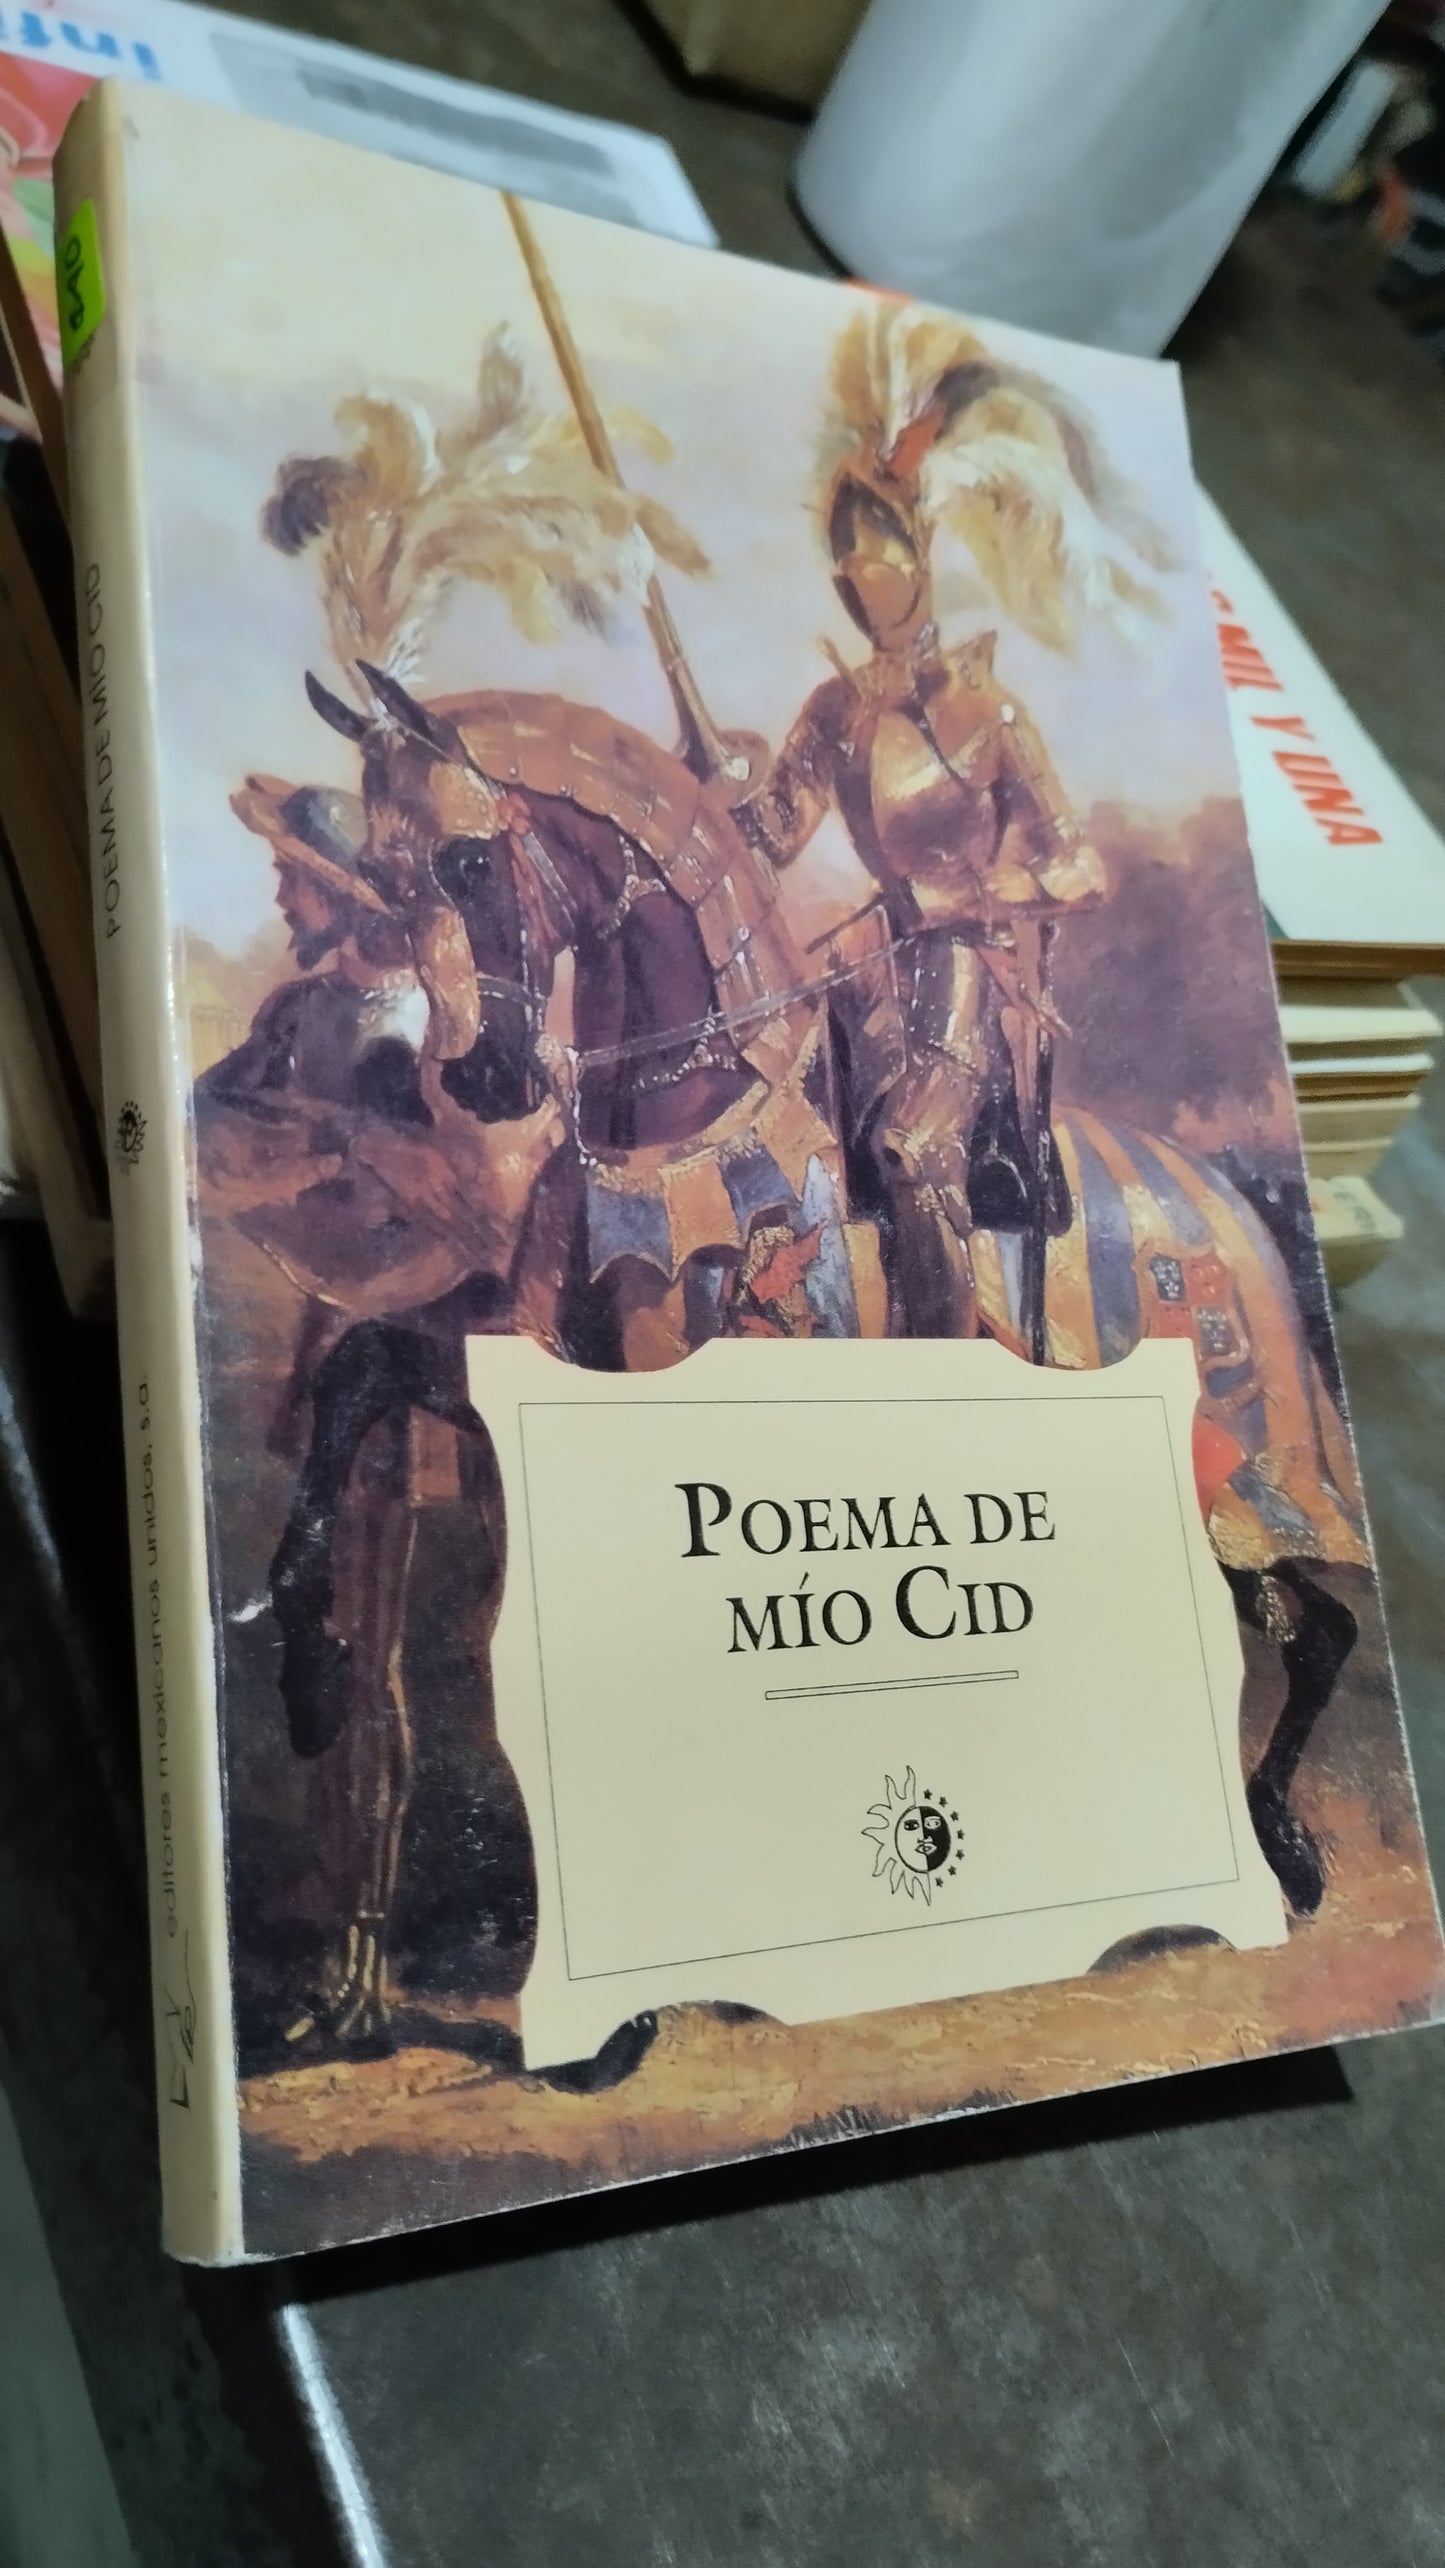 POEMA DE
MÍO CID
POEMA DE MÍO CID
editores mexicanos unidos, s.a.
MIL Y UNA